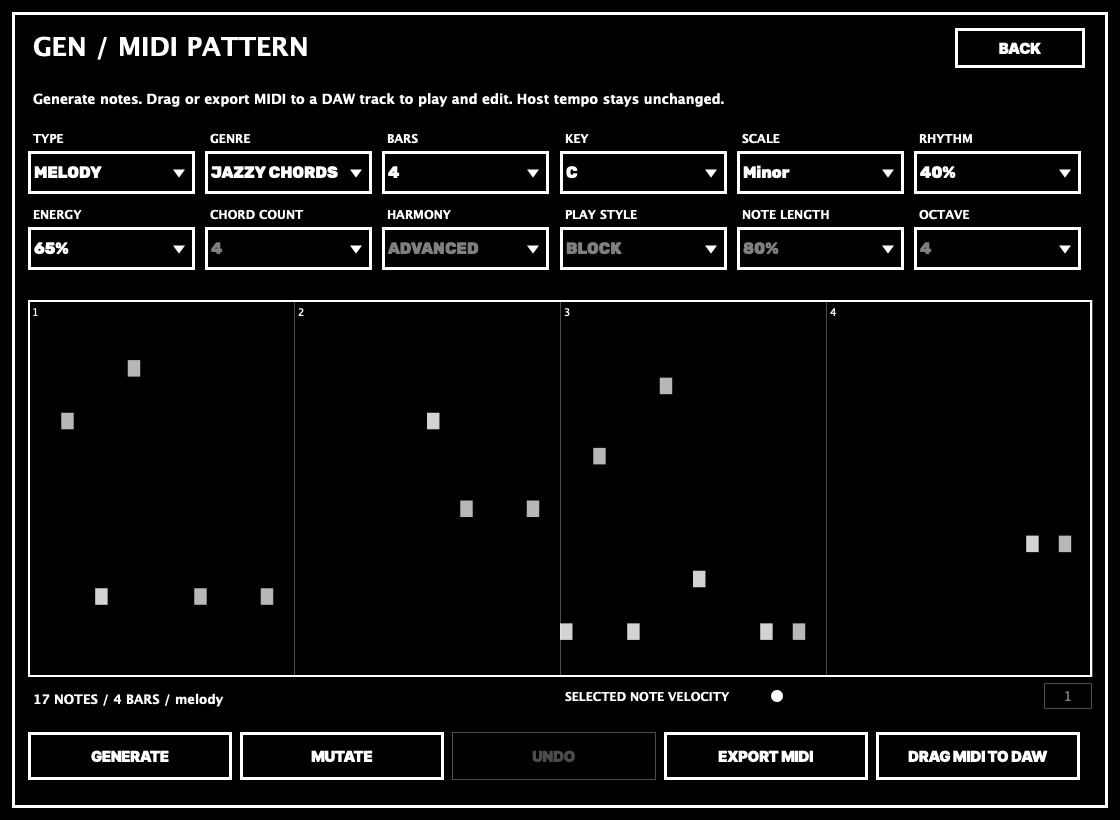 GEN / MIDI PATTERN
BACK
Generate notes. Drag or export MIDI to a DAW track to play and edit. Host tempo stays unchanged.
TYPE GENRE BARS KEY SCALE RHYTHM
MELODY JAZZY CHORDS 4 C Minor 40%
ENERGY CHORD COUNT HARMONY PLAY STYLE NOTE LENGTH OCTAVE
65% 4 ADVANCED BLOCK 80% 4
1 2 3 4
17 NOTES / 4 BARS / melody SELECTED NOTE VELOCITY 1
GENERATE MUTATE UNDO EXPORT MIDI DRAG MIDI TO DAW